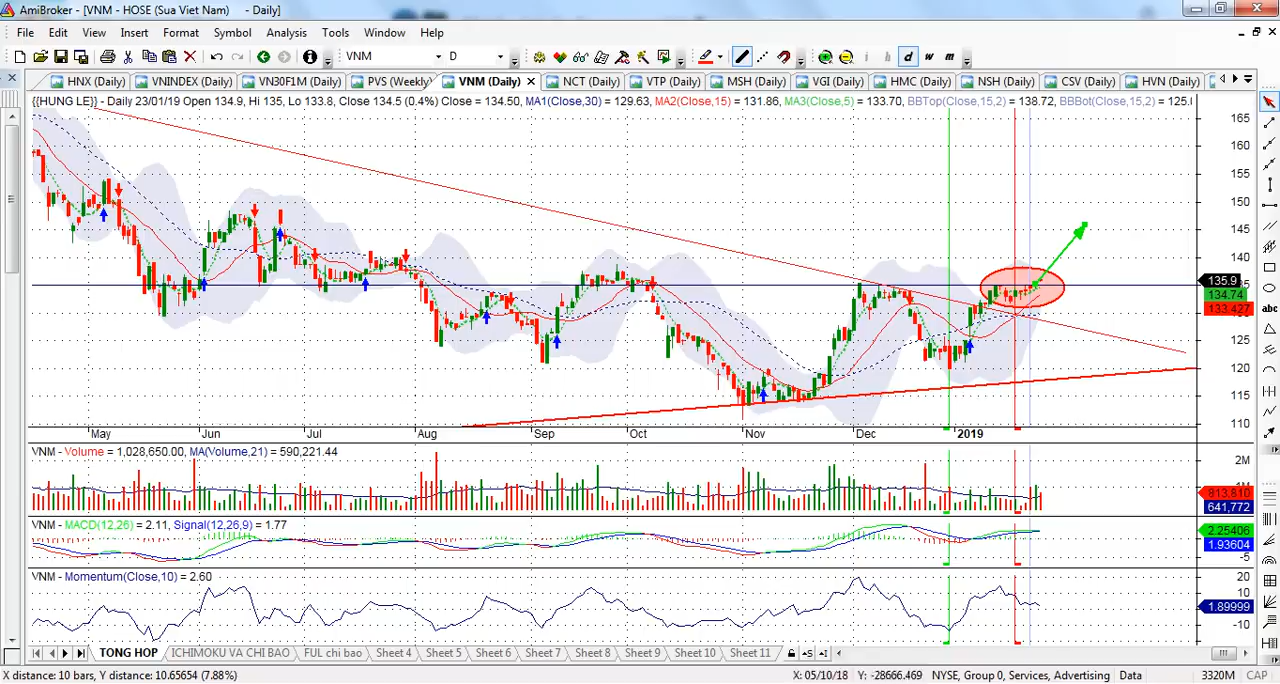 AmiBroker - [VNM - HOSE (Sua Viet Nam) - Daily]
File Edit View Insert Format Symbol Analysis Tools Window Help
VNM D i h d w m
HNX (Daily) VNINDEX (Daily) VN30F1M (Daily) PVS (Weekly) VNM (Daily) NCT (Daily) VTP (Daily) MSH (Daily) VGI (Daily) HMC (Daily) NSH (Daily) CSV (Daily) HVN (Daily)
{{HUNG LE}} - Daily 23/01/19 Open 134.9, Hi 135, Lo 133.8, Close 134.5 (0.4%) Close = 134.50, MA1(Close,30) = 129.63, MA2(Close,15) = 131.86, MA3(Close,5) = 133.70, BBTop(Close,15,2) = 138.72, BBBot(Close,15,2) = 125.
165
160
155
150
145
140
135.9
134.74
133.427
125
120
115
110
May Jun Jul Aug Sep Oct Nov Dec 2019
VNM - Volume = 1,028,650.00, MA(Volume,21) = 590,221.44
2M
813,810
641,772
VNM - MACD(12,26) = 2.11, Signal(12,26,9) = 1.77
2.25406
1.93604
-5
VNM - Momentum(Close,10) = 2.60
20
10
1.89999
-10
TONG HOP ICHIMOKU VA CHI BAO FUL chi bao Sheet 4 Sheet 5 Sheet 6 Sheet 7 Sheet 8 Sheet 9 Sheet 10 Sheet 11
X distance: 10 bars, Y distance: 10.65654 (7.88%) X: 05/10/18 Y: -28666.469 NYSE, Group 0, Services, Advertising Data 3320M CAP
abc